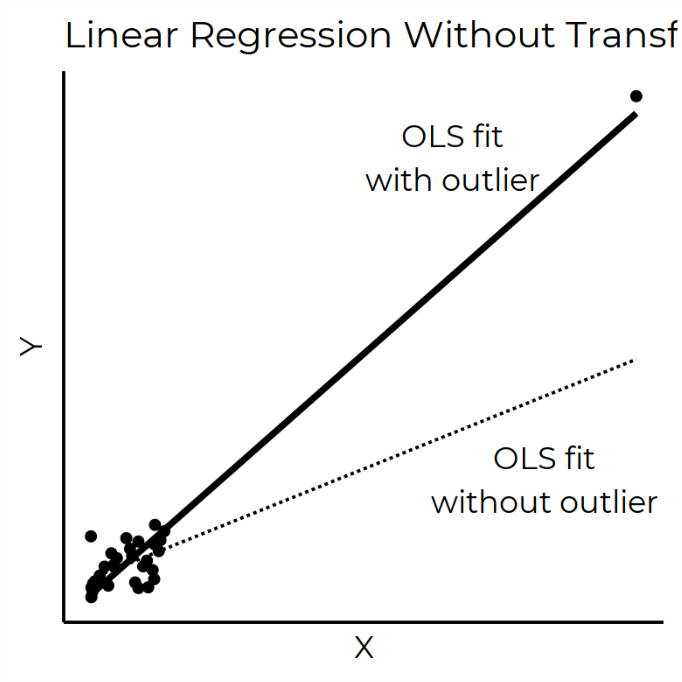 Linear Regression Without Transf
OLS fit
with outlier
Y
OLS fit
without outlier
X